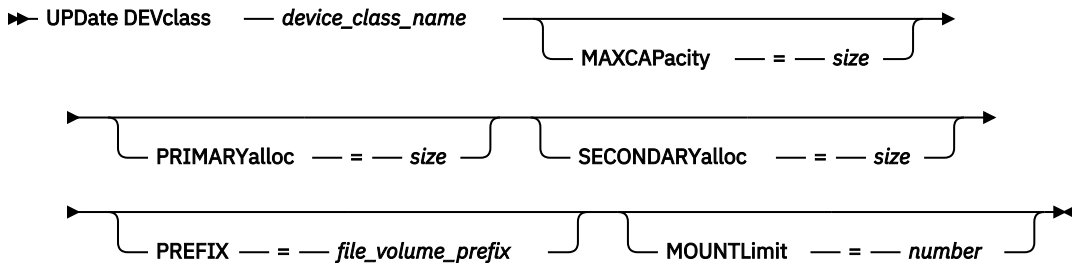 UPDate DEVclass device_class_name
MAXCAPacity = size
PRIMARYalloc = size SECONDARYalloc = size
PREFIX = file_volume_prefix MOUNTLimit = number